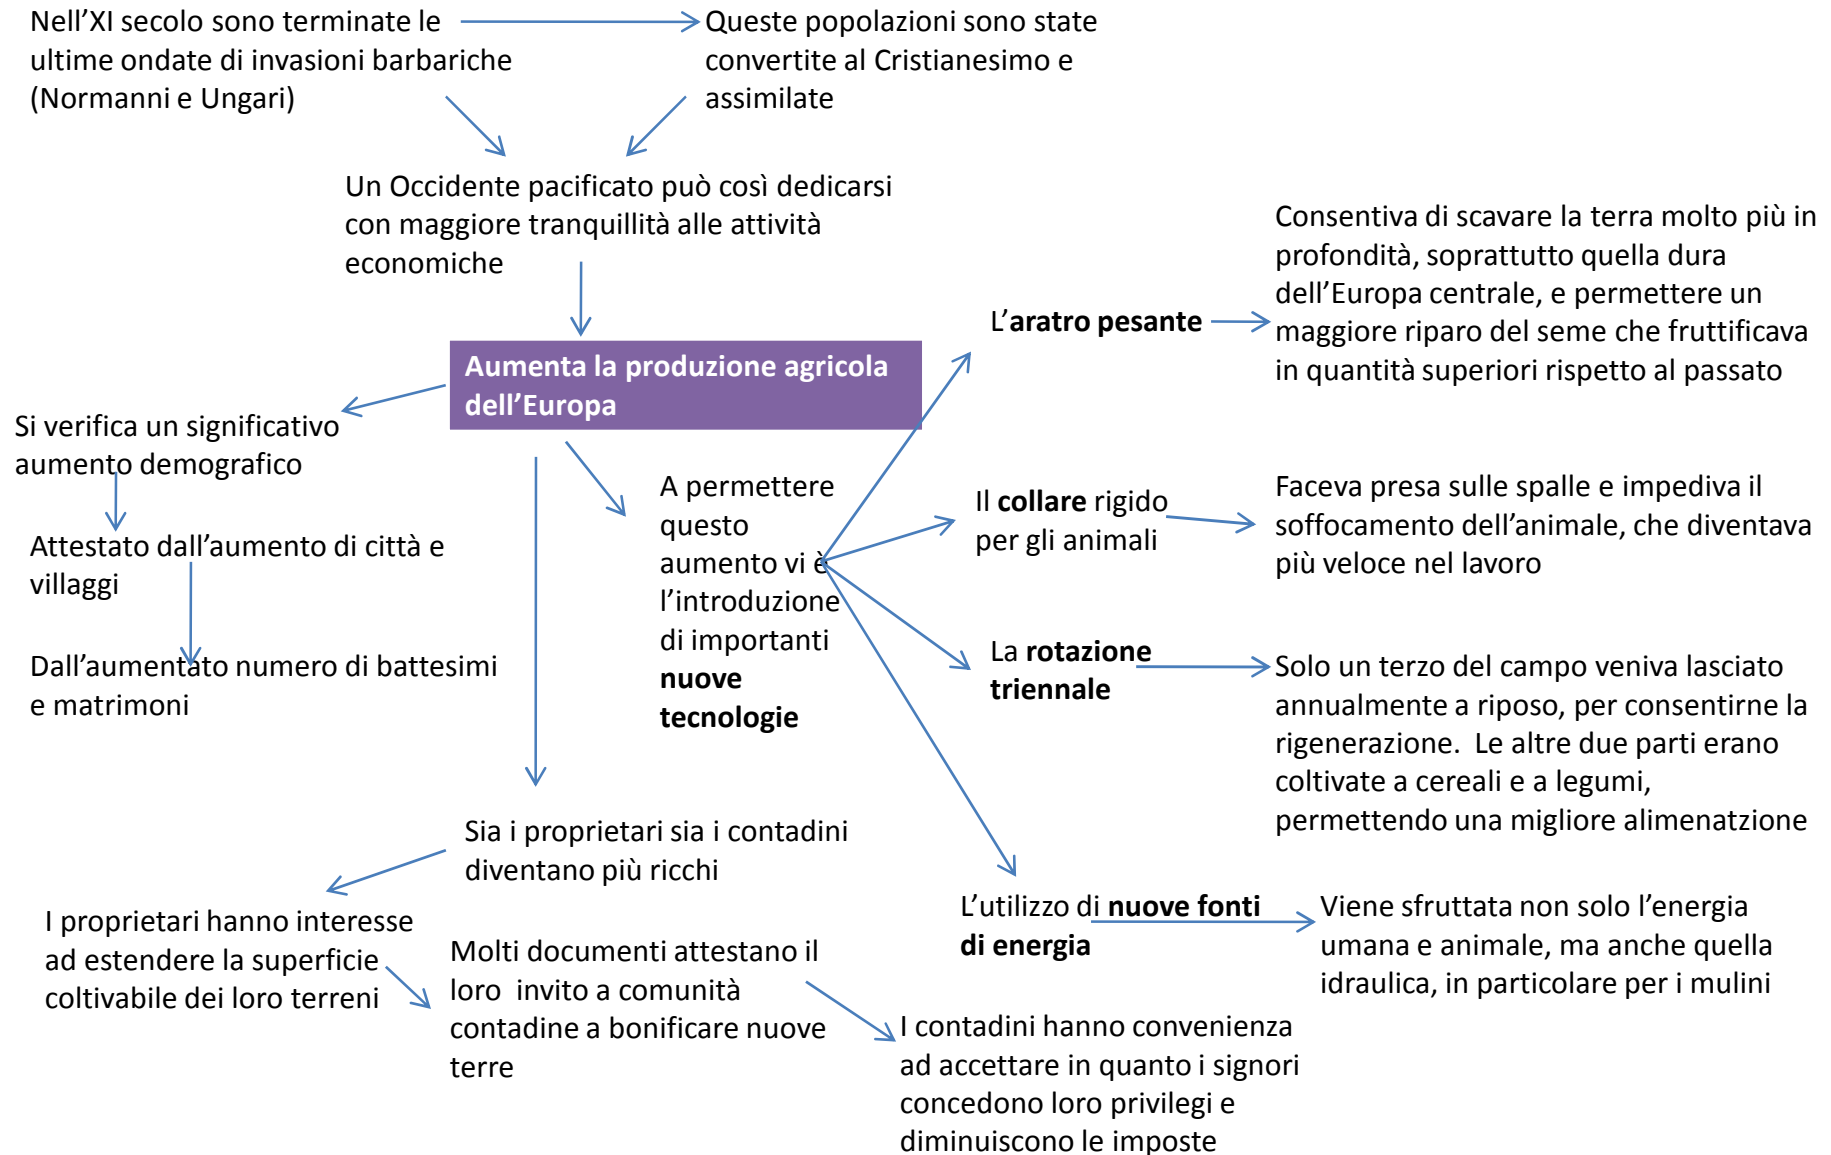 Nell’XI secolo sono terminate le
ultime ondate di invasioni barbariche
(Normanni e Ungari)
Queste popolazioni sono state
convertite al Cristianesimo e
assimilate
Un Occidente pacificato può così dedicarsi
con maggiore tranquillità alle attività
economiche
Aumenta la produzione agricola
dell’Europa
Si verifica un significativo
aumento demografico
Attestato dall’aumento di città e
villaggi
Dall’aumentato numero di battesimi
e matrimoni
A permettere
questo
aumento vi è
l’introduzione
di importanti
nuove
tecnologie
L’aratro pesante
Consentiva di scavare la terra molto più in
profondità, soprattutto quella dura
dell’Europa centrale, e permettere un
maggiore riparo del seme che fruttificava
in quantità superiori rispetto al passato
Il collare rigido
per gli animali
Faceva presa sulle spalle e impediva il
soffocamento dell’animale, che diventava
più veloce nel lavoro
La rotazione
triennale
Solo un terzo del campo veniva lasciato
annualmente a riposo, per consentirne la
rigenerazione.  Le altre due parti erano
coltivate a cereali e a legumi,
permettendo una migliore alimenatzione
L’utilizzo di nuove fonti
di energia
Viene sfruttata non solo l’energia
umana e animale, ma anche quella
idraulica, in particolare per i mulini
Sia i proprietari sia i contadini
diventano più ricchi
I proprietari hanno interesse
ad estendere la superficie
coltivabile dei loro terreni
Molti documenti attestano il
loro  invito a comunità
contadine a bonificare nuove
terre
I contadini hanno convenienza
ad accettare in quanto i signori
concedono loro privilegi e
diminuiscono le imposte